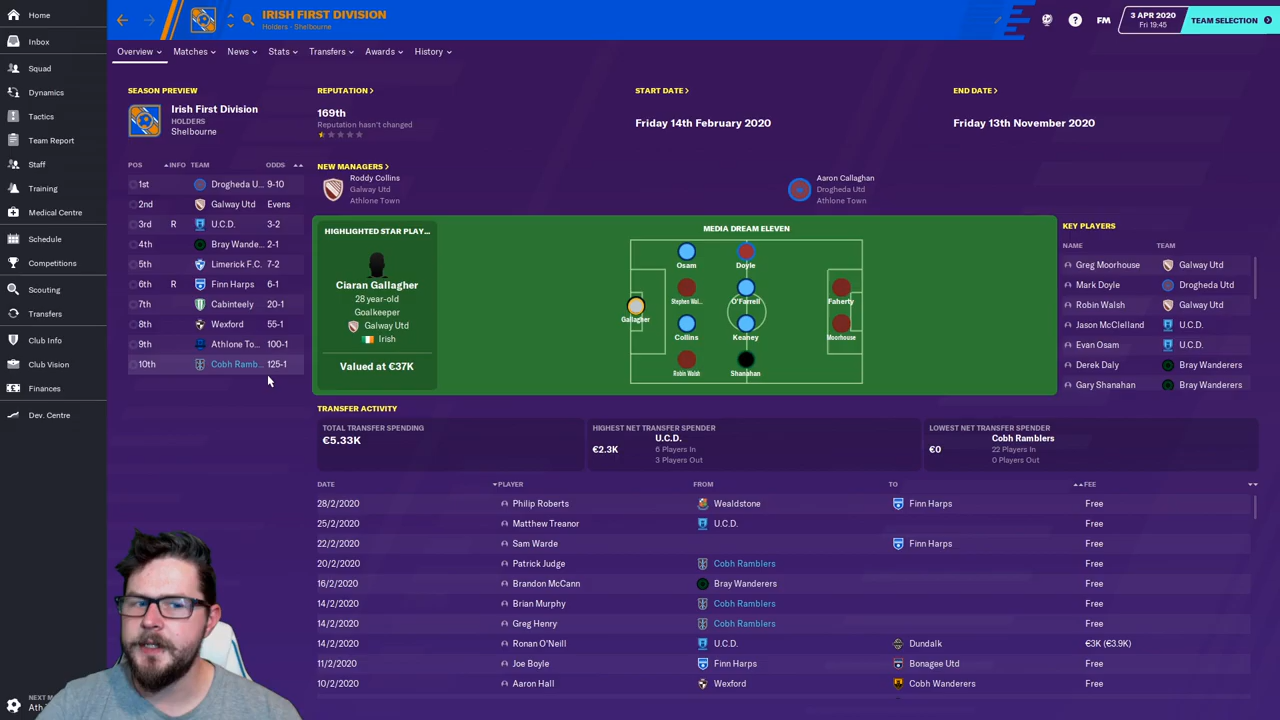 IRISH FIRST DIVISION
Holders - Shelbourne
3 APR 2020
Fri 19:45
TEAM SELECTION
FM
Home
Inbox
Squad
Dynamics
Tactics
Team Report
Staff
Training
Medical Centre
Schedule
Competitions
Scouting
Transfers
Club Info
Club Vision
Finances
Dev. Centre
NEXT M
Ath
Overview Matches News Stats Transfers Awards History
SEASON PREVIEW
Irish First Division
HOLDERS
Shelbourne
POS INFO TEAM ODDS
1st Drogheda U... 9-10
2nd Galway Utd Evens
3rd R U.C.D. 3-2
4th Bray Wande... 2-1
5th Limerick F.C. 7-2
6th R Finn Harps 6-1
7th Cabinteely 20-1
8th Wexford 55-1
9th Athlone To... 100-1
10th Cobh Ramb... 125-1
REPUTATION
169th
Reputation hasn't changed
START DATE
Friday 14th February 2020
END DATE
Friday 13th November 2020
NEW MANAGERS
Roddy Collins
Galway Utd
Athlone Town
Aaron Callaghan
Drogheda Utd
Athlone Town
HIGHLIGHTED STAR PLAY...
Ciaran Gallagher
28 year-old
Goalkeeper
Galway Utd
Irish
Valued at €37K
MEDIA DREAM ELEVEN
Osam
Doyle
Stephen Wal...
O'Farrell
Faherty
Gallagher
Collins
Keaney
Moorhouse
Robin Walsh
Shanahan
KEY PLAYERS
NAME TEAM
Greg Moorhouse Galway Utd
Mark Doyle Drogheda Utd
Robin Walsh Galway Utd
Jason McClelland U.C.D.
Evan Osam U.C.D.
Derek Daly Bray Wanderers
Gary Shanahan Bray Wanderers
TRANSFER ACTIVITY
TOTAL TRANSFER SPENDING
€5.33K
HIGHEST NET TRANSFER SPENDER
€2.3K
U.C.D.
6 Players In
3 Players Out
LOWEST NET TRANSFER SPENDER
€0
Cobh Ramblers
22 Players In
0 Players Out
DATE PLAYER FROM TO FEE
28/2/2020 Philip Roberts Wealdstone Finn Harps Free
25/2/2020 Matthew Treanor U.C.D. Free
22/2/2020 Sam Warde Finn Harps Free
20/2/2020 Patrick Judge Cobh Ramblers Free
16/2/2020 Brandon McCann Bray Wanderers Free
14/2/2020 Brian Murphy Cobh Ramblers Free
14/2/2020 Greg Henry Cobh Ramblers Free
14/2/2020 Ronan O'Neill U.C.D. Dundalk €3K (€3.9K)
11/2/2020 Joe Boyle Finn Harps Bonagee Utd Free
10/2/2020 Aaron Hall Wexford Cobh Wanderers Free